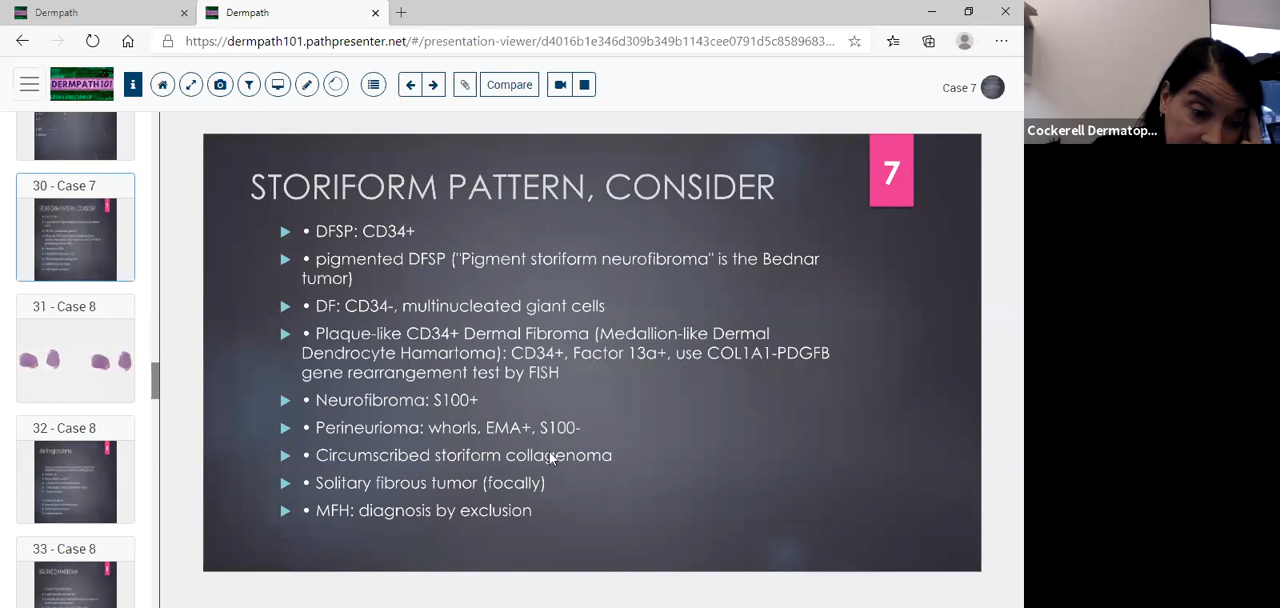 Dermpath
Dermpath
https://dermpath101.pathpresenter.net/#/presentation-viewer/d4016b1e346d309b349b1143cee0791d5c8589683...
DERMPATH101
Compare
Case 7
Cockerell Dermatop...
30 - Case 7
31 - Case 8
32 - Case 8
33 - Case 8
7
STORIFORM PATTERN, CONSIDER
• DFSP: CD34+
• pigmented DFSP ("Pigment storiform neurofibroma" is the Bednar
tumor)
• DF: CD34-, multinucleated giant cells
• Plaque-like CD34+ Dermal Fibroma (Medallion-like Dermal
Dendrocyte Hamartoma): CD34+, Factor 13a+, use COL1A1-PDGFB
gene rearrangement test by FISH
• Neurofibroma: S100+
• Perineurioma: whorls, EMA+, S100-
• Circumscribed storiform collagenoma
• Solitary fibrous tumor (focally)
• MFH: diagnosis by exclusion